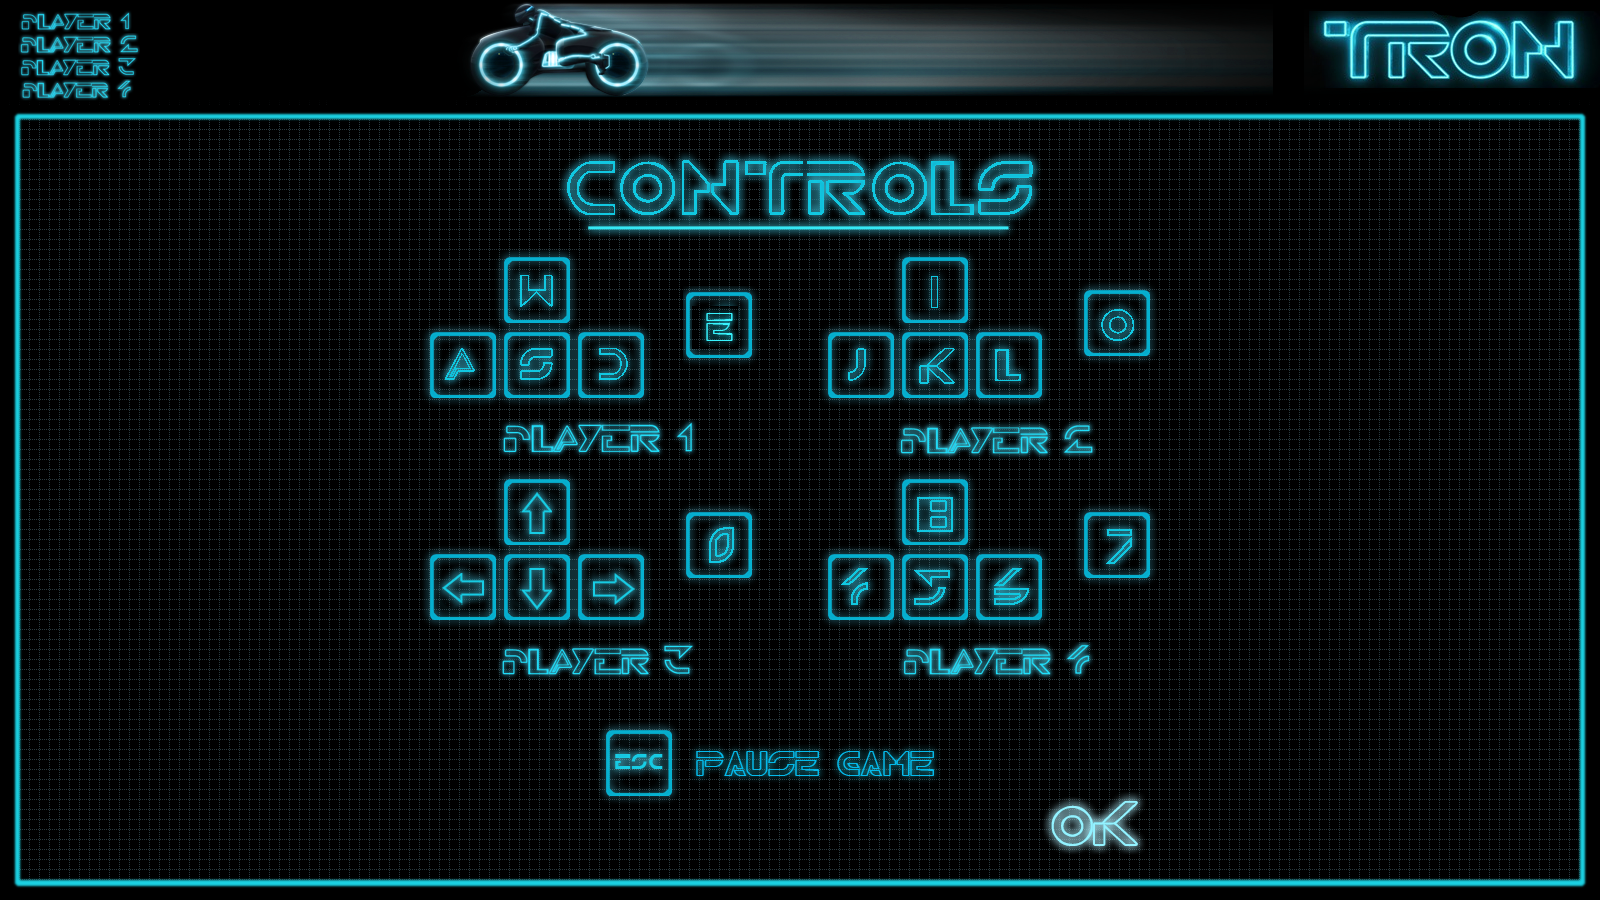 PLAYER 1
PLAYER 2
PLAYER 3
PLAYER 4
TRON
CONTROLS
W
E
A S D
PLAYER 1
I
O
J K L
PLAYER 2
↑
0
← ↓ →
PLAYER 3
8
7
4 5 6
PLAYER 4
ESC PAUSE GAME
OK